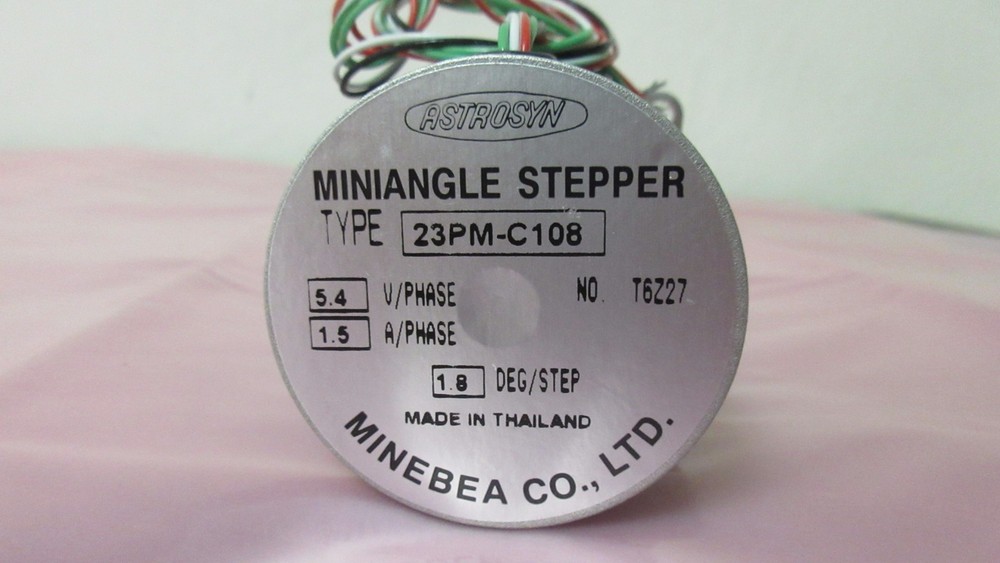 ASTROSYN
MINIANGLE STEPPER
TYPE 23PM-C108
5.4 V/PHASE NO. T6Z27
1.5 A/PHASE
1.8 DEG/STEP
MADE IN THAILAND
MINEBEA CO., LTD.